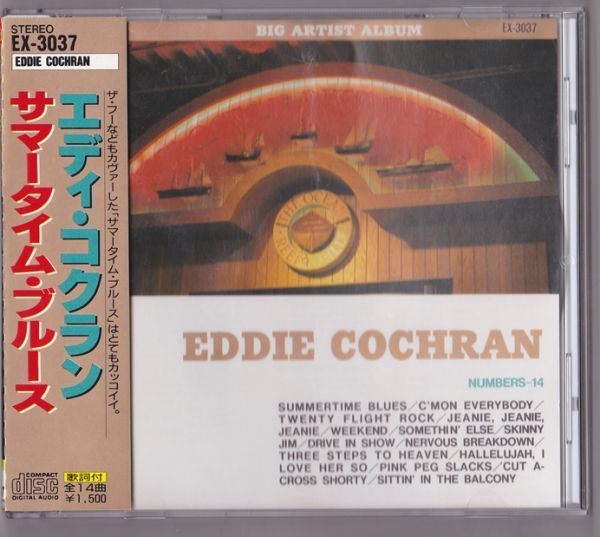 STEREO
EX-3037
EDDIE COCHRAN
エディ・コクラン
サマータイム・ブルース
ザ・フーなどもカヴァーした「サマータイム・ブルース」はとてもカッコイイ。
COMPACT
disc
DIGITAL AUDIO
歌詞付
全14曲
¥1,500
BIG ARTIST ALBUM
EX-3037
THE OCEAN
REEF
EDDIE COCHRAN
NUMBERS-14
SUMMERTIME BLUES/C'MON EVERYBODY/
TWENTY FLIGHT ROCK/JEANIE, JEANIE,
JEANIE/WEEKEND/SOMETHIN' ELSE/SKINNY
JIM/DRIVE IN SHOW/NERVOUS BREAKDOWN/
THREE STEPS TO HEAVEN/HALLELUJAH, I
LOVE HER SO/PINK PEG SLACKS/CUT A-
CROSS SHORTY/SITTIN' IN THE BALCONY